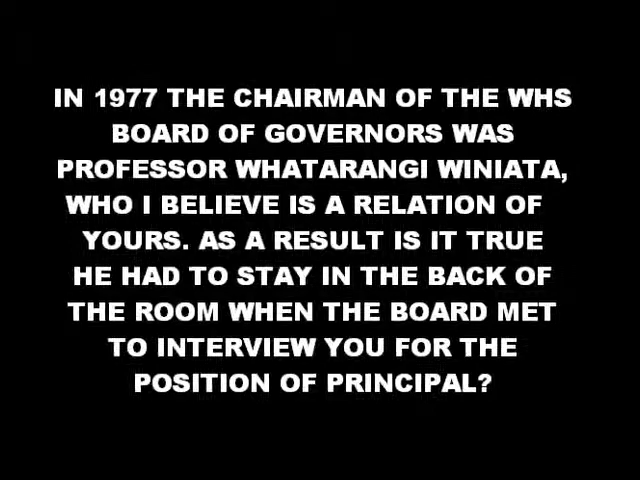 IN 1977 THE CHAIRMAN OF THE WHS
BOARD OF GOVERNORS WAS
PROFESSOR WHATARANGI WINIATA,
WHO I BELIEVE IS A RELATION OF
YOURS. AS A RESULT IS IT TRUE
HE HAD TO STAY IN THE BACK OF
THE ROOM WHEN THE BOARD MET
TO INTERVIEW YOU FOR THE
POSITION OF PRINCIPAL?